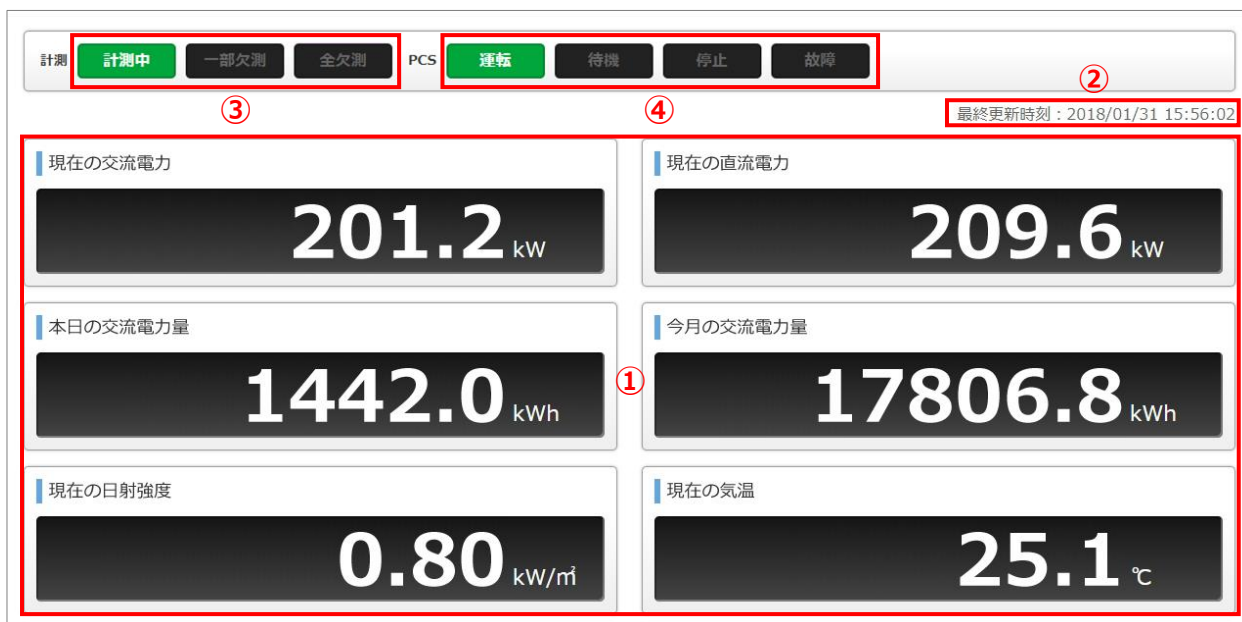 計測 計測中 一部欠測 全欠測 PCS 運転 待機 停止 故障
③ ④ ②
最終更新時刻：2018/01/31 15:56:02
現在の交流電力 現在の直流電力
201.2 kW 209.6 kW
本日の交流電力量 今月の交流電力量
①
1442.0 kWh 17806.8 kWh
現在の日射強度 現在の気温
0.80 kW/㎡ 25.1 ℃